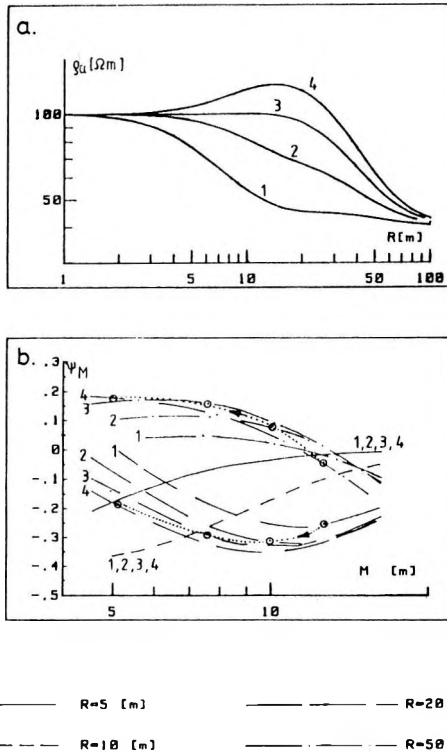 a.
ϱu[Ωm]
100
50
4
3
2
1
R[m]
1 5 10 50 100
b.
ΨM
.3
.2
.1
0
-.1
-.2
-.3
-.4
-.5
4
3
2
1
1
2
3
4
1,2,3,4
1,2,3,4
M [m]
5 10
R=5 [m]
R=20
R=10 [m]
R=50